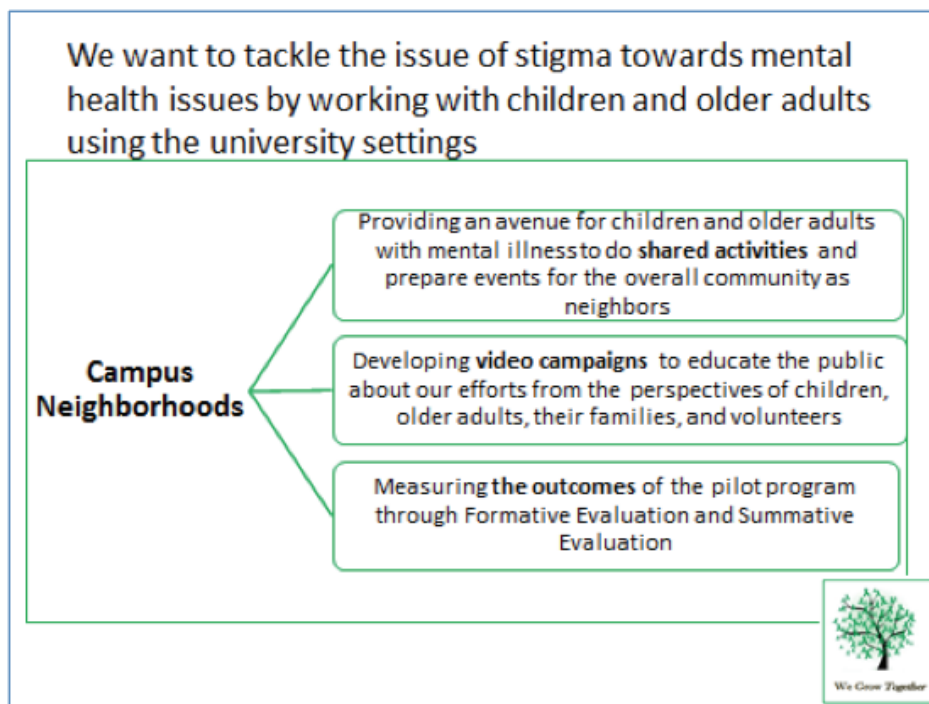 We want to tackle the issue of stigma towards mental
health issues by working with children and older adults
using the university settings
Providing an avenue for children and older adults
with mental illness to do shared activities and
prepare events for the overall community as
neighbors
Campus
Neighborhoods
Developing video campaigns to educate the public
about our efforts from the perspectives of children,
older adults, their families, and volunteers
Measuring the outcomes of the pilot program
through Formative Evaluation and Summative
Evaluation
We Grow Together